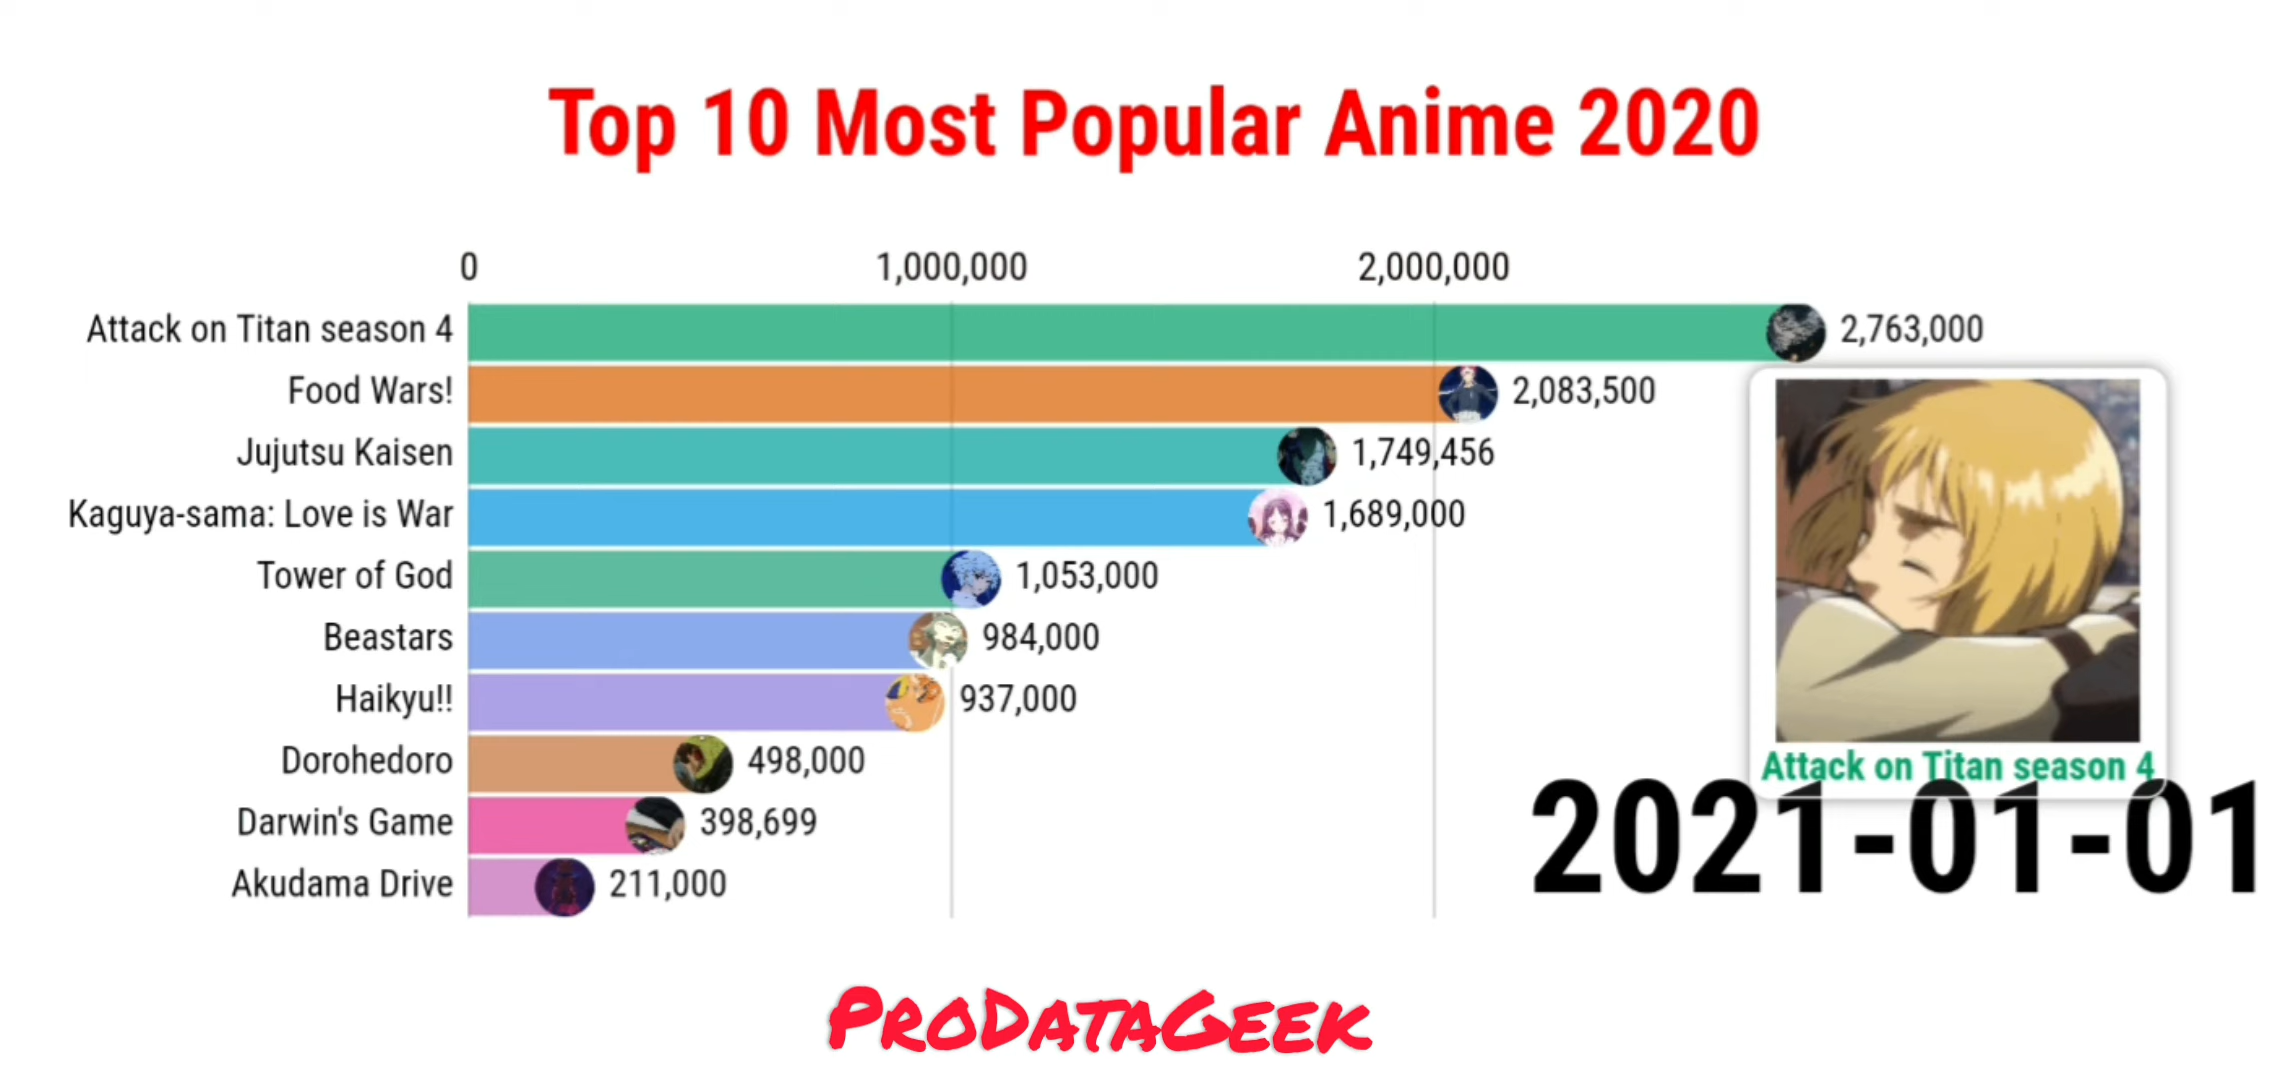 Top 10 Most Popular Anime 2020
0 1,000,000 2,000,000
Attack on Titan season 4 2,763,000
Food Wars! 2,083,500
Jujutsu Kaisen 1,749,456
Kaguya-sama: Love is War 1,689,000
Tower of God 1,053,000
Beastars 984,000
Haikyu!! 937,000
Dorohedoro 498,000
Darwin's Game 398,699
Akudama Drive 211,000
Attack on Titan season 4
2021-01-01
ProDataGeek